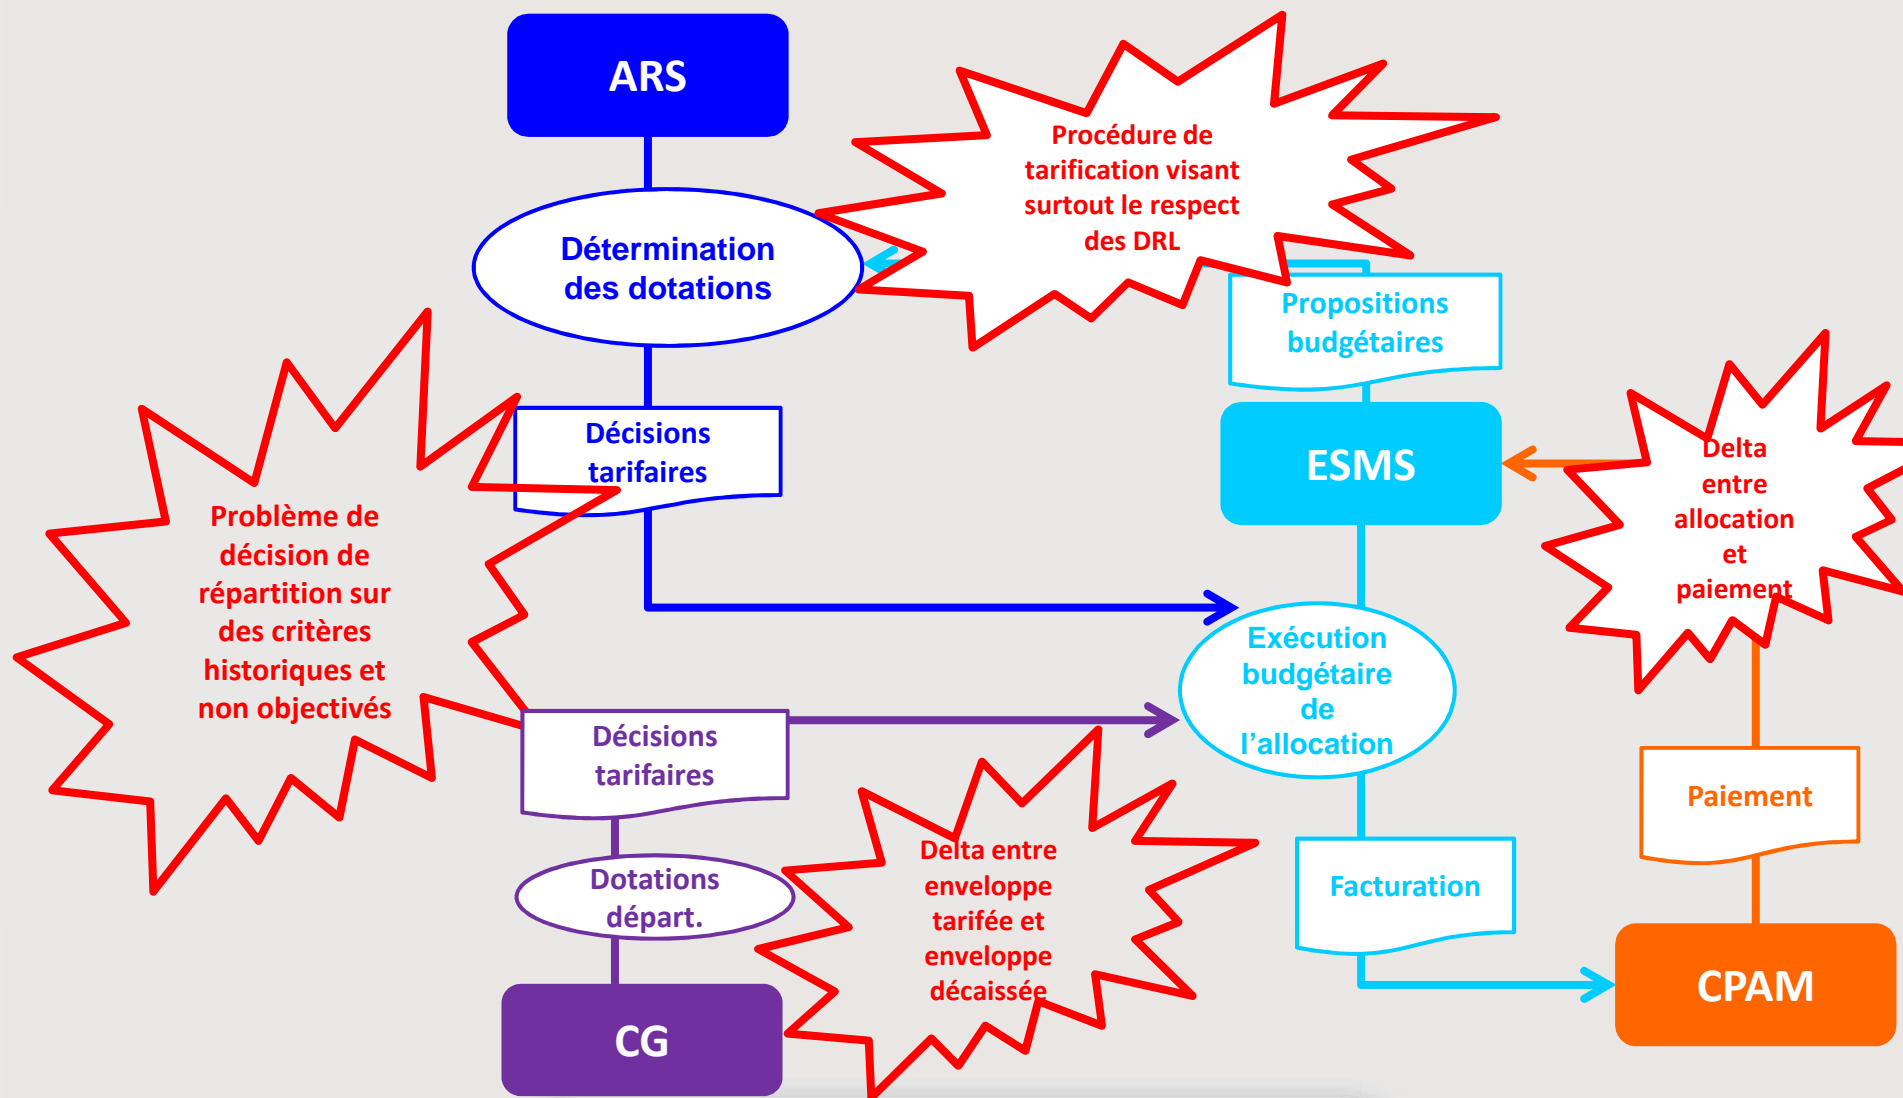 ARS
Procédure de
tarification visant
surtout le respect
des DRL
Détermination
des dotations
Propositions
budgétaires
Décisions
tarifaires
ESMS
Delta
entre
allocation
et
paiement
Problème de
décision de
répartition sur
des critères
historiques et
non objectivés
Exécution
budgétaire
de
l'allocation
Décisions
tarifaires
Paiement
Delta entre
enveloppe
tarifée et
enveloppe
décaissée
Dotations
départ.
Facturation
CPAM
CG